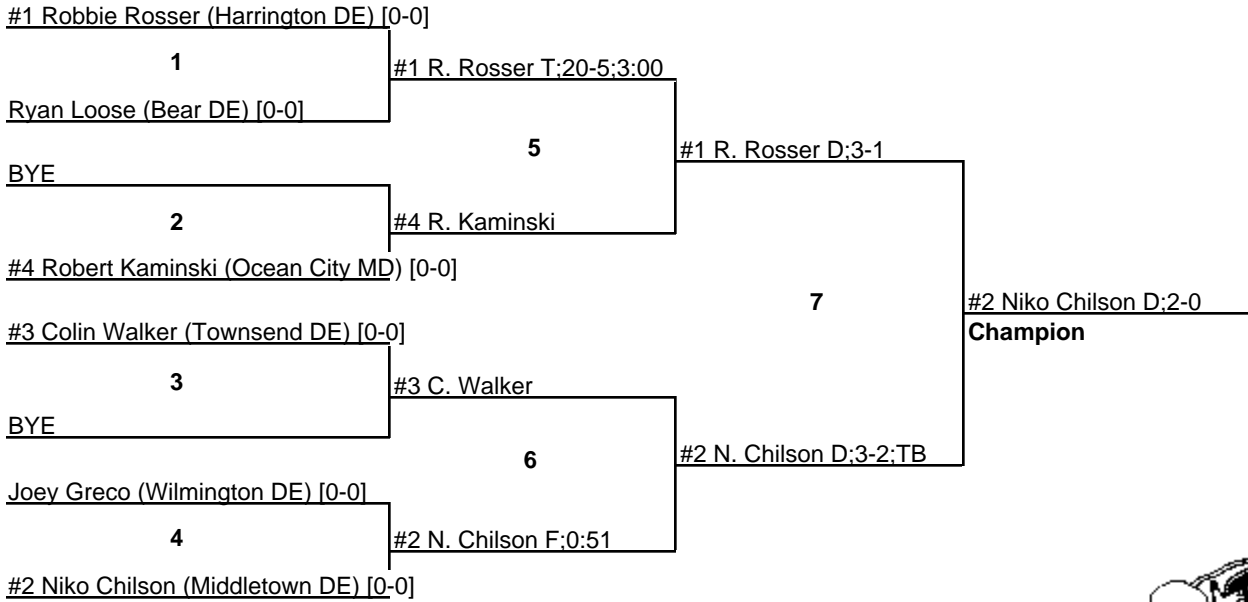 #1 Robbie Rosser (Harrington DE) [0-0]
1
#1 R. Rosser T;20-5;3:00
Ryan Loose (Bear DE) [0-0]
5
#1 R. Rosser D;3-1
BYE
2
#4 R. Kaminski
#4 Robert Kaminski (Ocean City MD) [0-0]
7
#2 Niko Chilson D;2-0
Champion
#3 Colin Walker (Townsend DE) [0-0]
3
#3 C. Walker
BYE
6
#2 N. Chilson D;3-2;TB
Joey Greco (Wilmington DE) [0-0]
4
#2 N. Chilson F;0:51
#2 Niko Chilson (Middletown DE) [0-0]